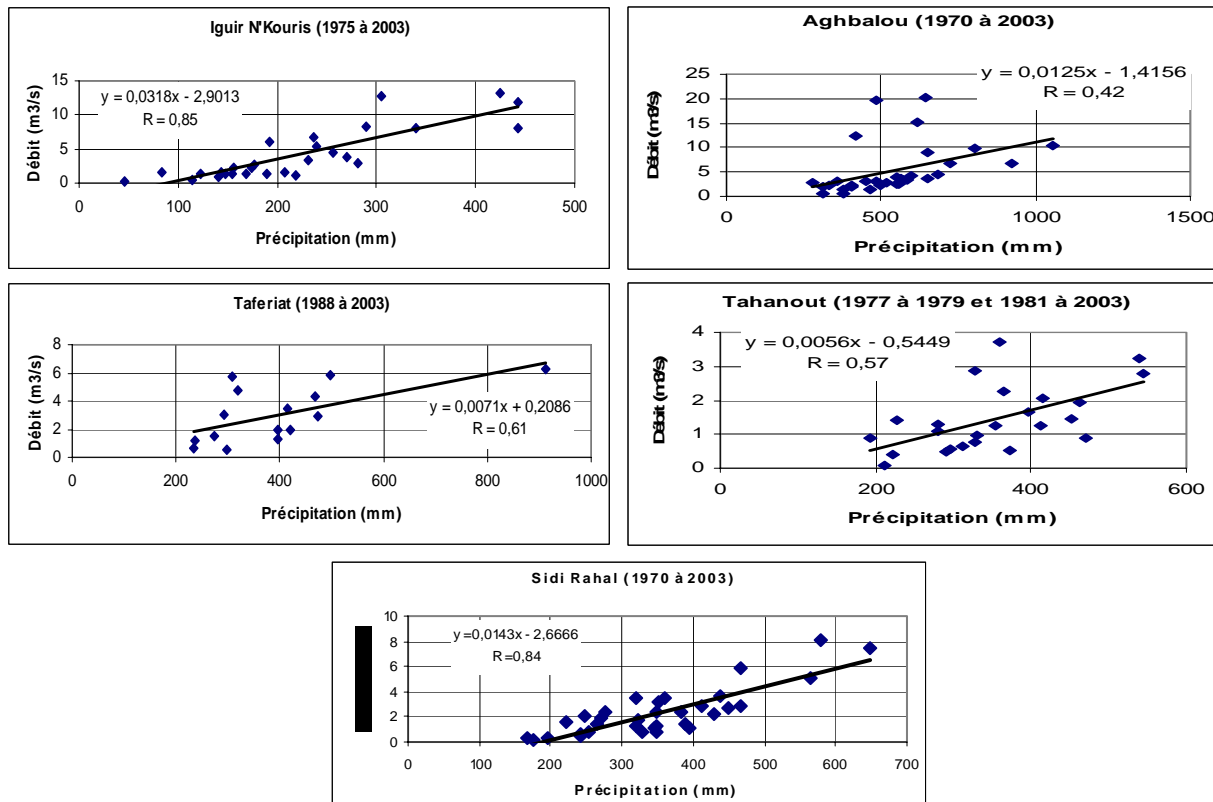 Iguir N'Kouris (1975 à 2003)
Débit (m3/s)
15
10
5
0
y = 0,0318x - 2,9013
R = 0,85
0 100 200 300 400 500
Précipitation (mm)
Aghbalou (1970 à 2003)
Débit (m3/s)
25
20
15
10
5
0
y = 0,0125x - 1,4156
R = 0,42
0 500 1000 1500
Précipitation (mm)
Taferiat (1988 à 2003)
Débit (m3/s)
8
6
4
2
0
y = 0,0071x + 0,2086
R = 0,61
0 200 400 600 800 1000
Précipitation (mm)
Tahanout (1977 à 1979 et 1981 à 2003)
Débit (m3/s)
4
3
2
1
0
y = 0,0056x - 0,5449
R = 0,57
0 200 400 600
Précipitation (mm)
Sidi Rahal (1970 à 2003)
10
8
6
4
2
0
y =0,0143x - 2,6666
R =0,84
0 100 200 300 400 500 600 700
Précipitation (mm)